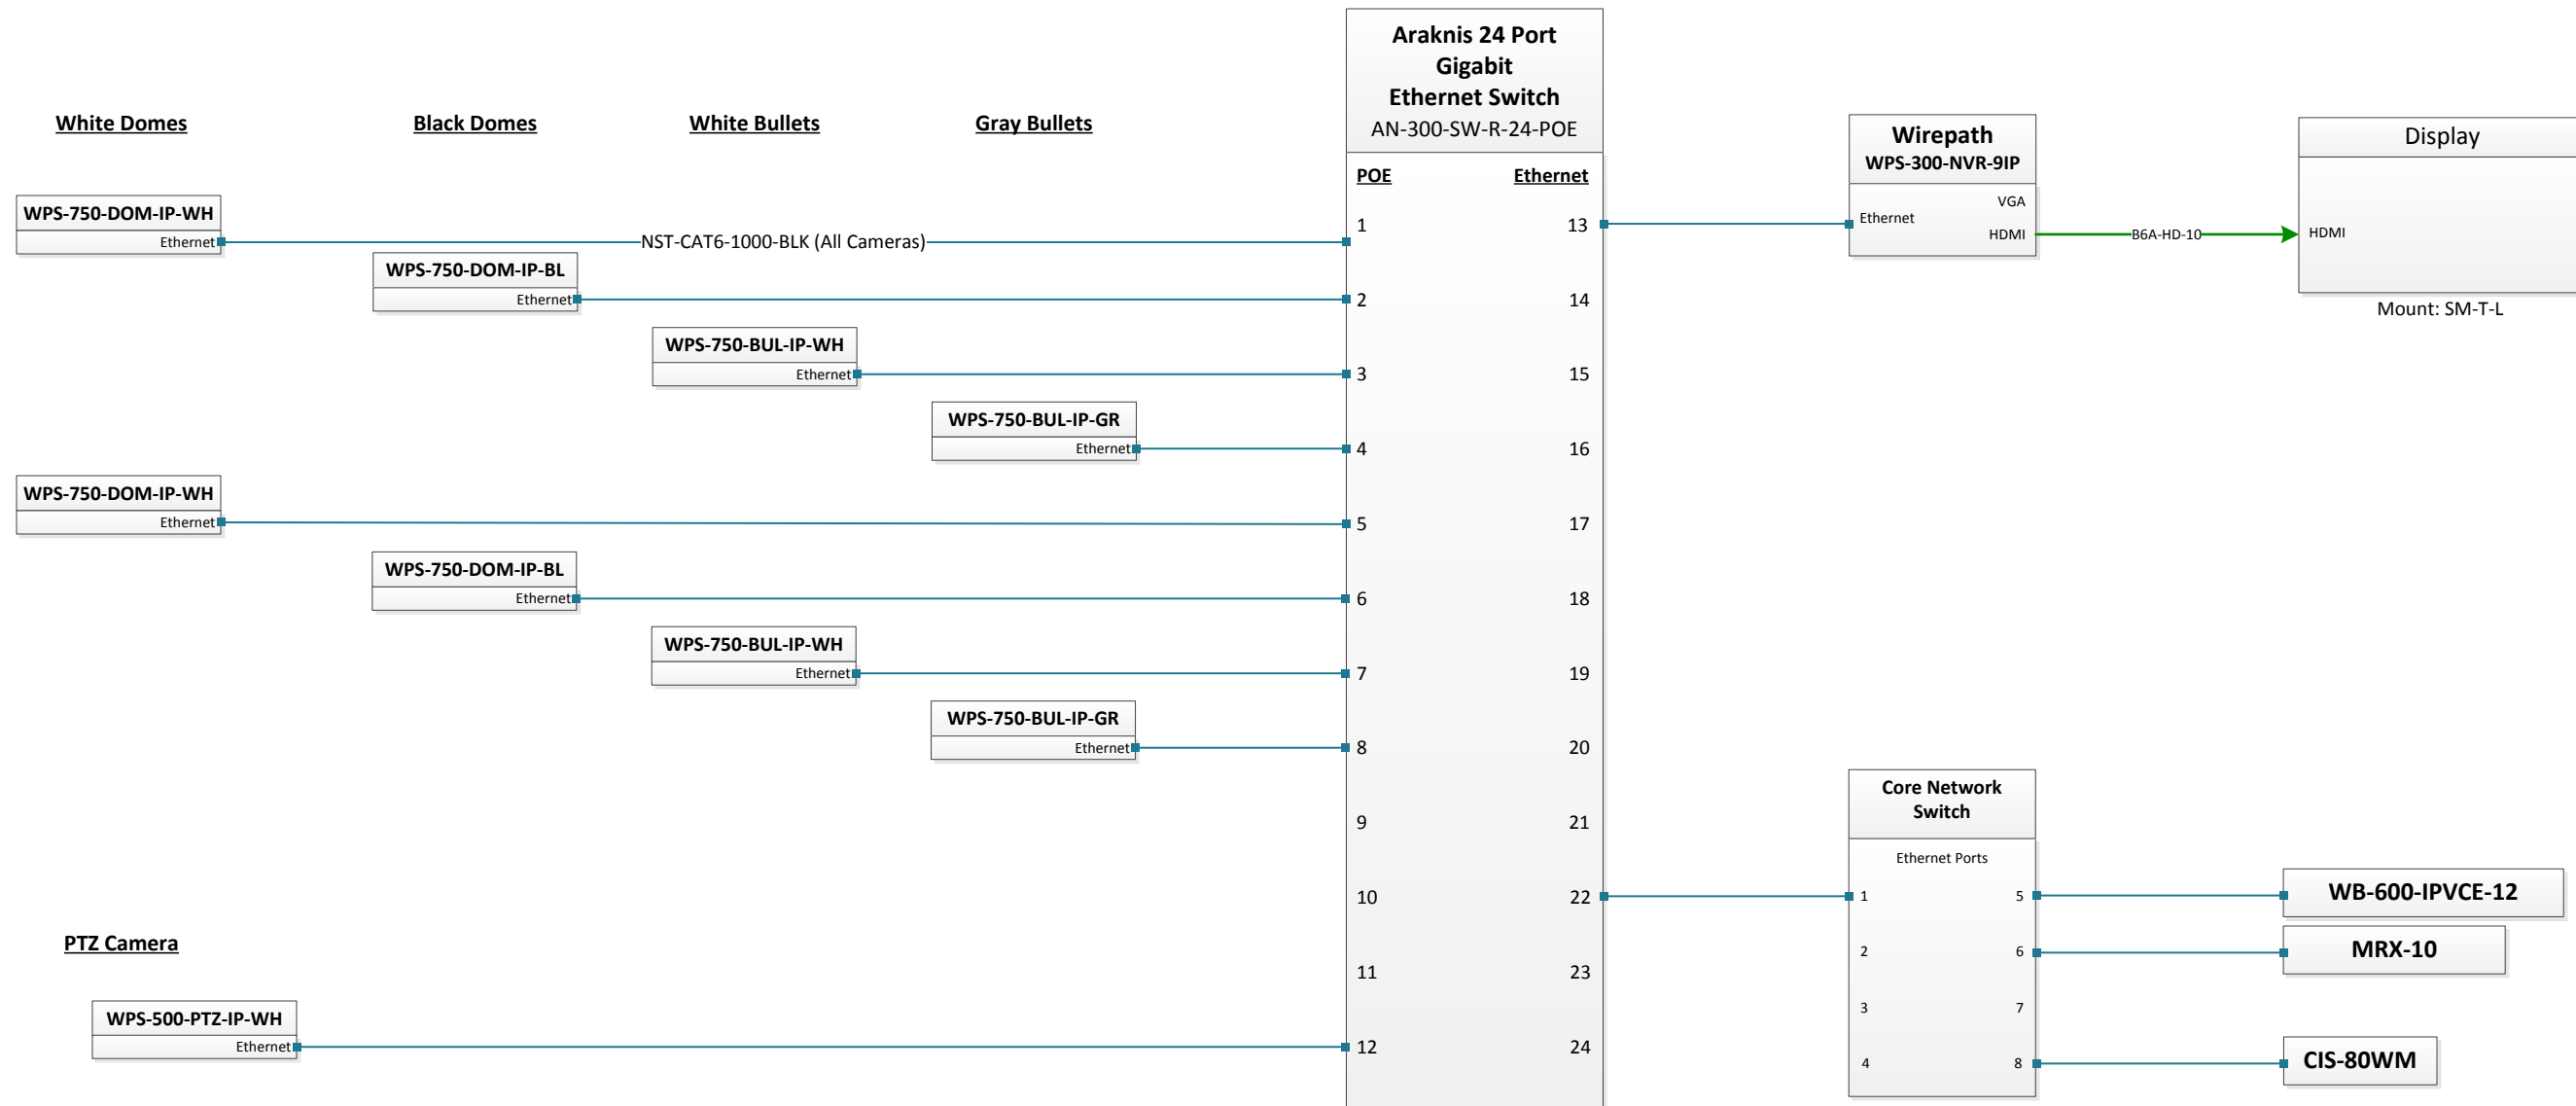 Araknis 24 Port
Gigabit
Ethernet Switch
AN-300-SW-R-24-POE
POE
Ethernet
1
13
2
14
3
15
4
16
5
17
6
18
7
19
8
20
9
21
10
22
11
23
12
24
White Domes
Black Domes
White Bullets
Gray Bullets
WPS-750-DOM-IP-WH
Ethernet
NST-CAT6-1000-BLK (All Cameras)
WPS-750-DOM-IP-BL
Ethernet
WPS-750-BUL-IP-WH
Ethernet
WPS-750-BUL-IP-GR
Ethernet
WPS-750-DOM-IP-WH
Ethernet
WPS-750-DOM-IP-BL
Ethernet
WPS-750-BUL-IP-WH
Ethernet
WPS-750-BUL-IP-GR
Ethernet
PTZ Camera
WPS-500-PTZ-IP-WH
Ethernet
Wirepath
WPS-300-NVR-9IP
VGA
Ethernet
HDMI
B6A-HD-10
Display
HDMI
Mount: SM-T-L
Core Network
Switch
Ethernet Ports
1
5
2
6
3
7
4
8
WB-600-IPVCE-12
MRX-10
CIS-80WM